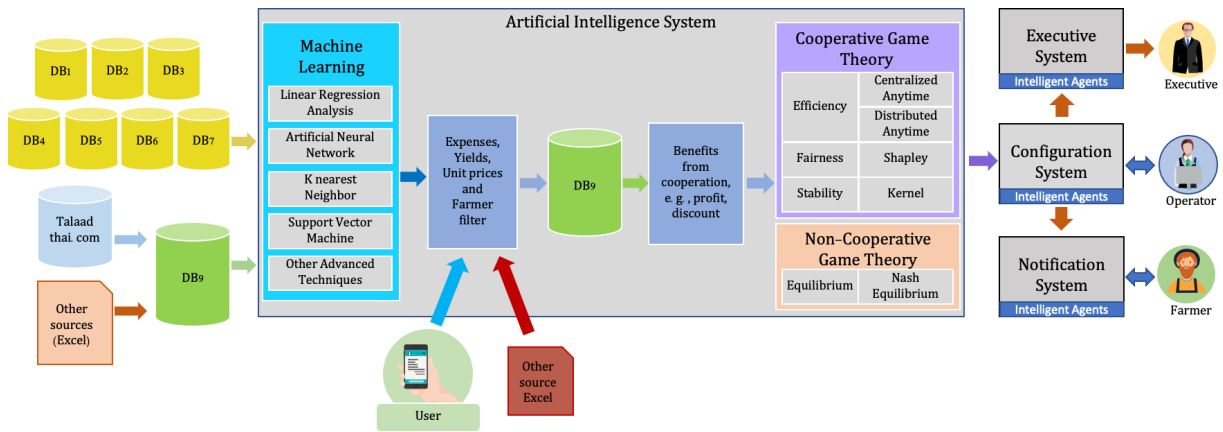 Artificial Intelligence System
DB1
DB2
DB3
DB4
DB5
DB6
DB7
Talaad
thai. com
DB9
Other
sources
(Excel)
Machine
Learning
Linear Regression
Analysis
Artificial Neural
Network
K nearest
Neighbor
Support Vector
Machine
Other Advanced
Techniques
Expenses,
Yields,
Unit prices
and
Farmer
filter
DB9
Benefits
from
cooperation,
e. g. , profit,
discount
Cooperative Game
Theory
Efficiency
Centralized
Anytime
Distributed
Anytime
Fairness
Shapley
Stability
Kernel
Non–Cooperative
Game Theory
Equilibrium
Nash
Equilibrium
User
Other
source
Excel
Executive
System
Intelligent Agents
Executive
Configuration
System
Intelligent Agents
Operator
Notification
System
Intelligent Agents
Farmer